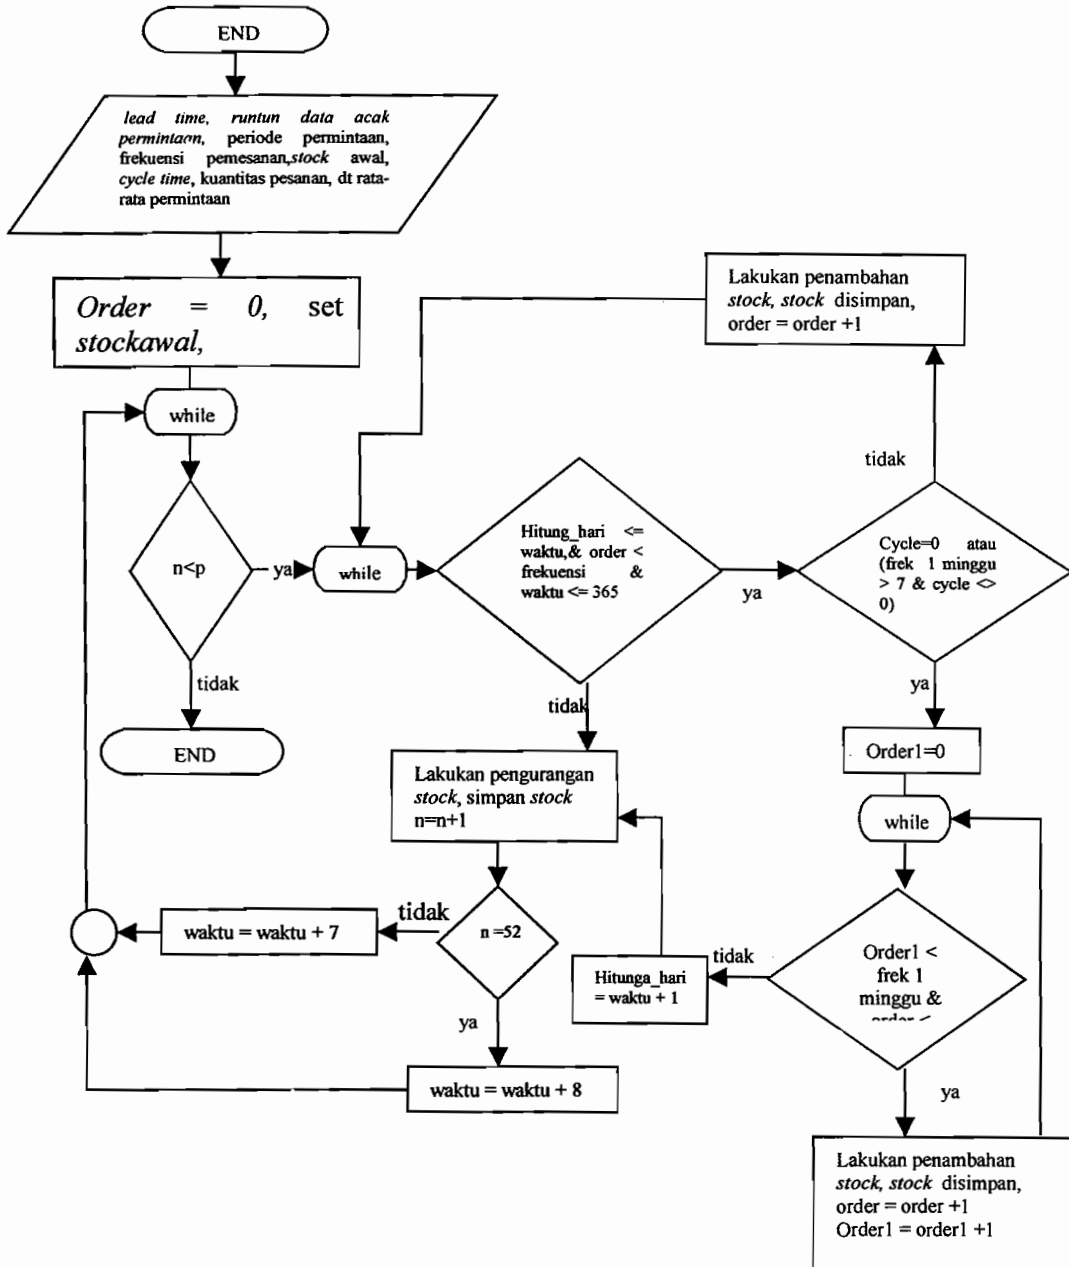 END
lead time, runtun data acak
permintaan, periode permintaan,
frekuensi pemesanan,stock awal,
cycle time, kuantitas pesanan, dt rata-
rata permintaan
Order = 0, set
stockawal,
while
n<p
ya
while
tidak
END
Hitung_hari <=
waktu,& order <
frekuensi &
waktu <= 365
ya
tidak
Lakukan penambahan
stock, stock disimpan,
order = order +1
tidak
Cycle=0 atau
(frek 1 minggu
> 7 & cycle <>
0)
ya
Order1=0
while
Order1 <
frek 1
minggu &
order <
tidak
Hitunga_hari
= waktu + 1
ya
Lakukan penambahan
stock, stock disimpan,
order = order +1
Order1 = order1 +1
Lakukan pengurangan
stock, simpan stock
n=n+1
n =52
tidak
waktu = waktu + 7
ya
waktu = waktu + 8